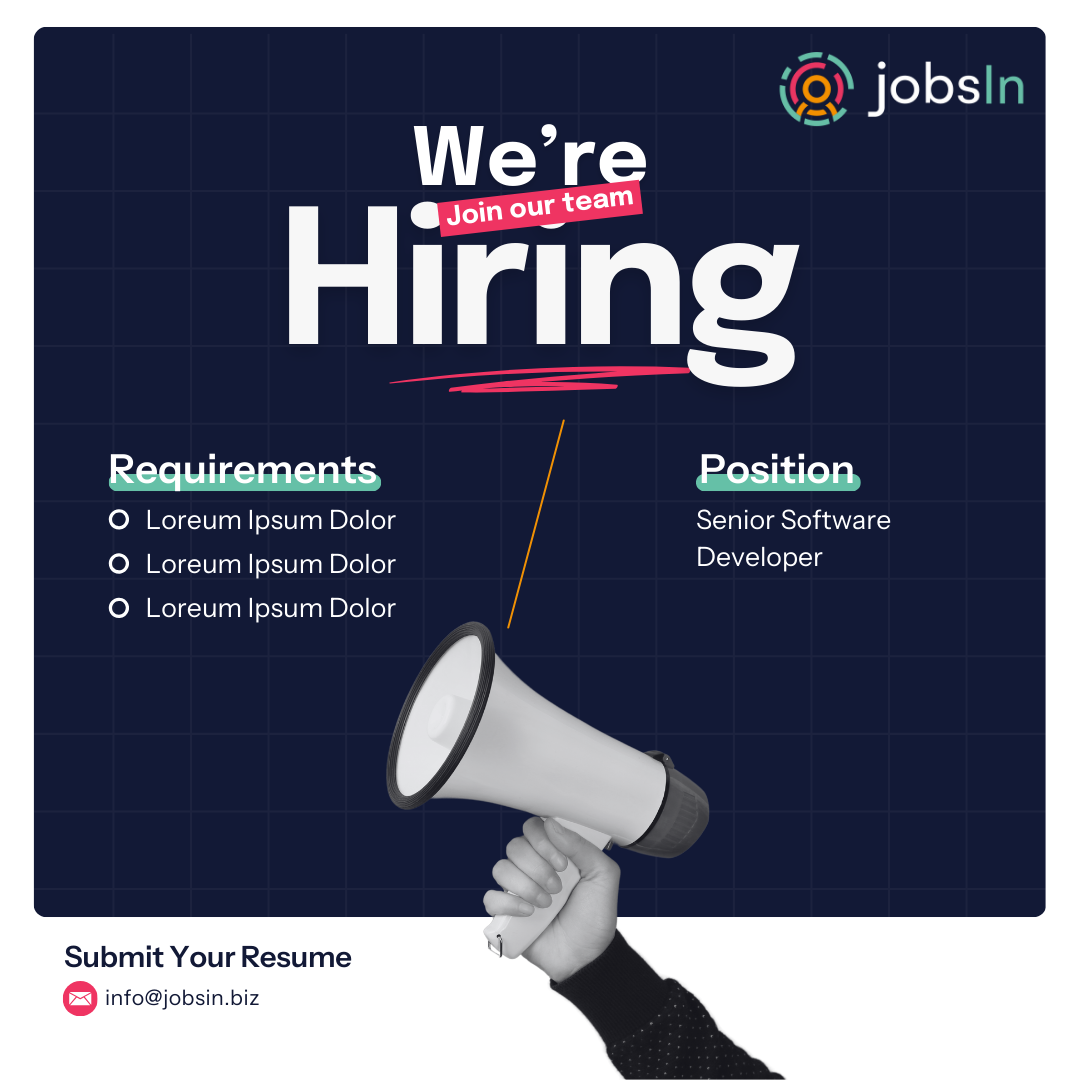 jobsIn
We're
Join our team
Hiring
Requirements
Loreum Ipsum Dolor
Loreum Ipsum Dolor
Loreum Ipsum Dolor
Position
Senior Software
Developer
Submit Your Resume
info@jobsin.biz